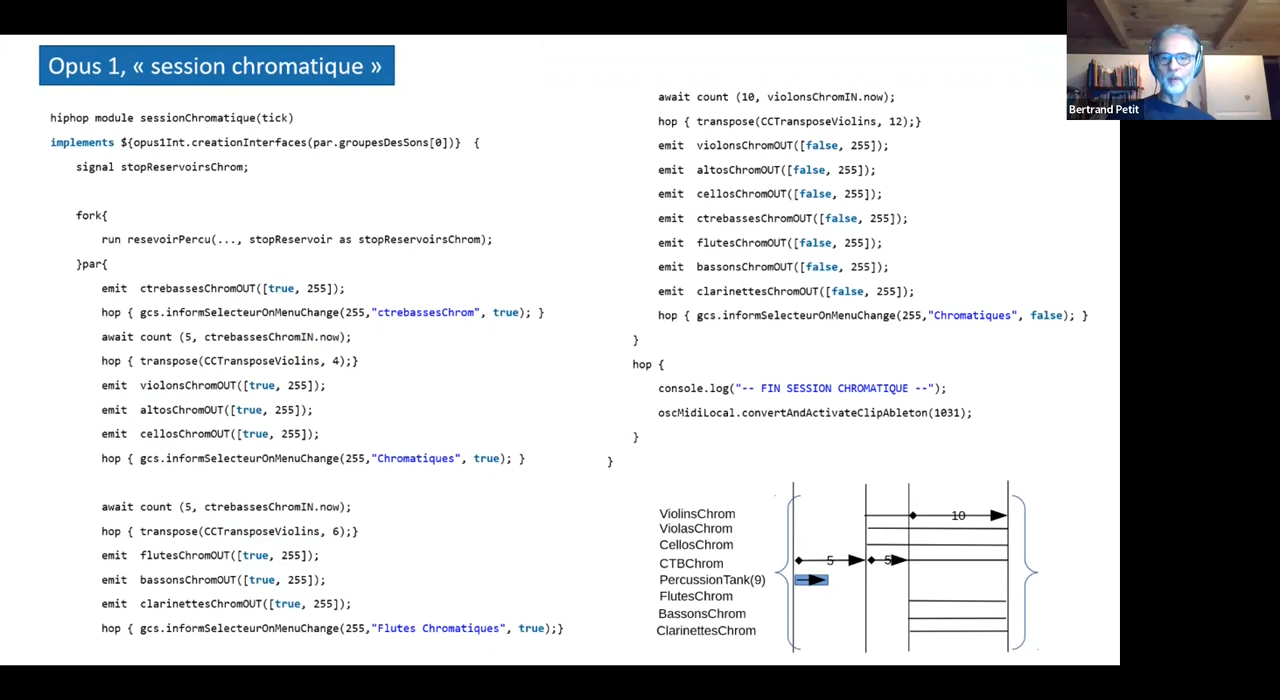 Opus 1, « session chromatique »
hiphop module sessionChromatique(tick)
implements ${opus1Int.creationInterfaces(par.groupesDesSons[0])} {
signal stopReservoirsChrom;
fork{
run resevoirPercu(..., stopReservoir as stopReservoirsChrom);
}par{
emit ctrebassesChromOUT([true, 255]);
hop { gcs.informSelecteurOnMenuChange(255,"ctrebassesChrom", true); }
await count (5, ctrebassesChromIN.now);
hop { transpose(CCTransposeViolins, 4);}
emit violonsChromOUT([true, 255]);
emit altosChromOUT([true, 255]);
emit cellosChromOUT([true, 255]);
hop { gcs.informSelecteurOnMenuChange(255,"Chromatiques", true); }
await count (5, ctrebassesChromIN.now);
hop { transpose(CCTransposeViolins, 6);}
emit flutesChromOUT([true, 255]);
emit bassonsChromOUT([true, 255]);
emit clarinettesChromOUT([true, 255]);
hop { gcs.informSelecteurOnMenuChange(255,"Flutes Chromatiques", true);}
await count (10, violonsChromIN.now);
hop { transpose(CCTransposeViolins, 12);}
emit violonsChromOUT([false, 255]);
emit altosChromOUT([false, 255]);
emit cellosChromOUT([false, 255]);
emit ctrebassesChromOUT([false, 255]);
emit flutesChromOUT([false, 255]);
emit bassonsChromOUT([false, 255]);
emit clarinettesChromOUT([false, 255]);
hop { gcs.informSelecteurOnMenuChange(255,"Chromatiques", false); }
}
hop {
console.log("-- FIN SESSION CHROMATIQUE --");
oscMidiLocal.convertAndActivateClipAbleton(1031);
}
}
ViolinsChrom 10
ViolasChrom
CellosChrom
CTBChrom 5 5
PercussionTank(9)
FlutesChrom
BassonsChrom
ClarinettesChrom
Bertrand Petit